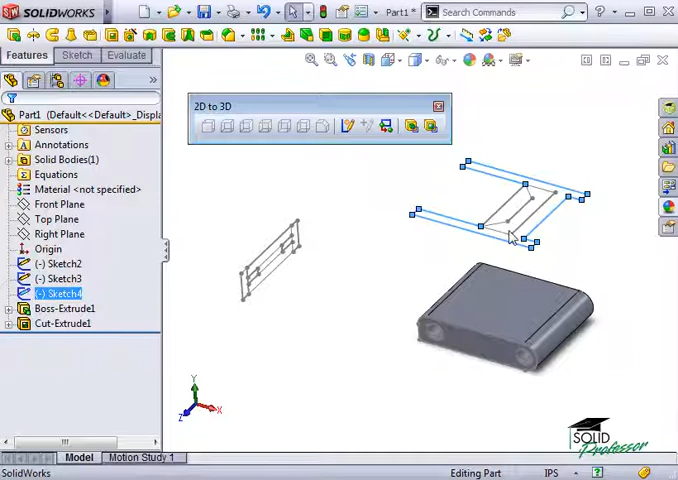 SOLIDWORKS
Part1 *
Search Commands
Features
Sketch
Evaluate
Part1 (Default<<Default>_Displa
Sensors
Annotations
Solid Bodies(1)
Equations
Material <not specified>
Front Plane
Top Plane
Right Plane
Origin
(-) Sketch2
(-) Sketch3
(-) Sketch4
Boss-Extrude1
Cut-Extrude1
2D to 3D
Y
Z
X
SOLID
Professor
Model
Motion Study 1
SolidWorks
Editing Part
IPS